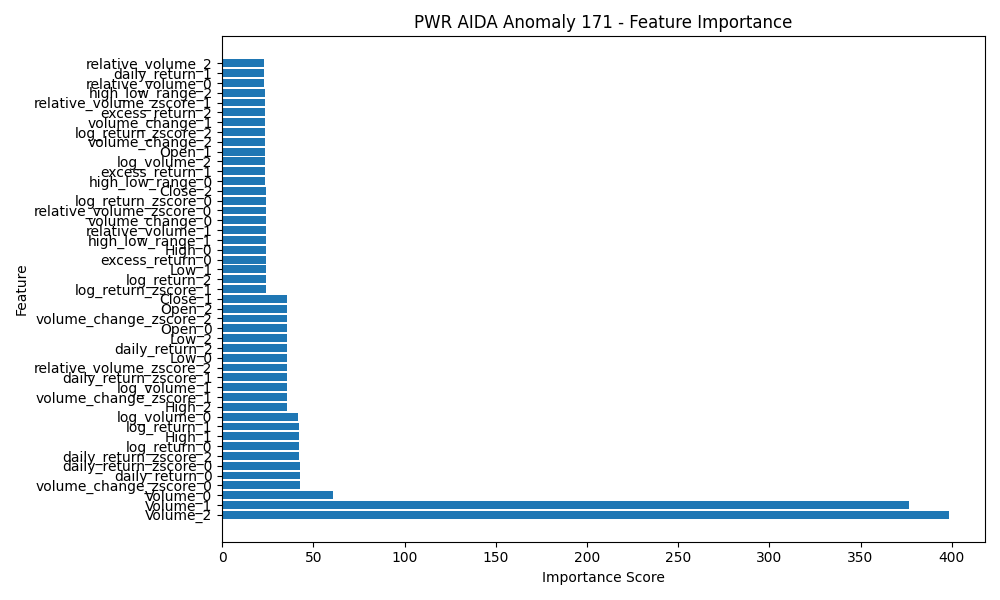 PWR AIDA Anomaly 171 - Feature Importance
Feature
relative_volume_2
daily_return_1
relative_volume_0
high_low_range_2
relative_volume_zscore_1
excess_return_2
volume_change_1
log_return_zscore_2
volume_change_2
Open_1
log_volume_2
excess_return_1
high_low_range_0
Close_2
log_return_zscore_0
relative_volume_zscore_0
volume_change_0
relative_volume_1
high_low_range_1
High_0
excess_return_0
Low_1
log_return_2
log_return_zscore_1
Close_1
Open_2
volume_change_zscore_2
Open_0
Low_2
daily_return_2
Low_0
relative_volume_zscore_2
daily_return_zscore_1
log_volume_1
volume_change_zscore_1
High_2
log_volume_0
log_return_1
High_1
log_return_0
daily_return_zscore_2
daily_return_zscore_0
daily_return_0
volume_change_zscore_0
Volume_0
Volume_1
Volume_2
0 50 100 150 200 250 300 350 400
Importance Score